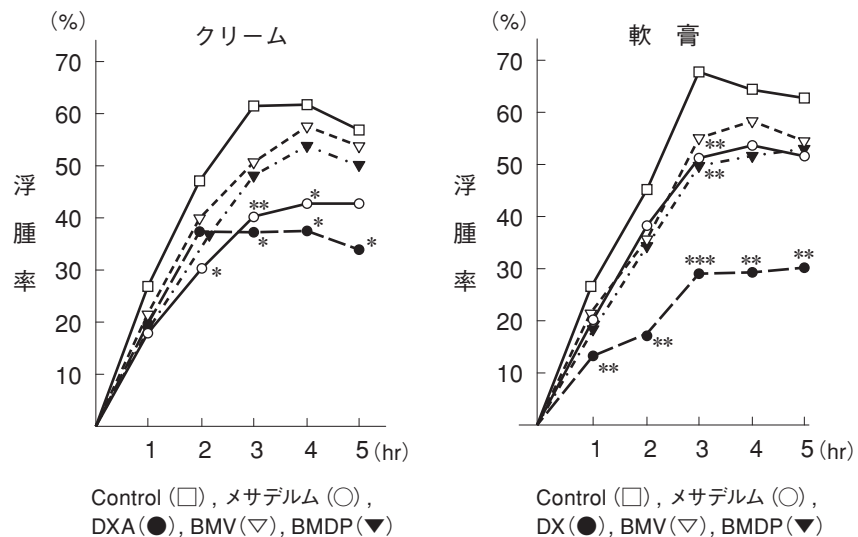 (%)
クリーム
70
60
50
40
30
20
10
浮腫率
**
*
*
*
*
*
1 2 3 4 5 (hr)
Control (□) , メサデルム (○) ,
DXA (●) , BMV (▽) , BMDP (▼)
(%)
軟 膏
70
60
50
40
30
20
10
浮腫率
**
**
*** ** **
**
**
1 2 3 4 5 (hr)
Control (□) , メサデルム (○) ,
DX (●) , BMV (▽) , BMDP (▼)